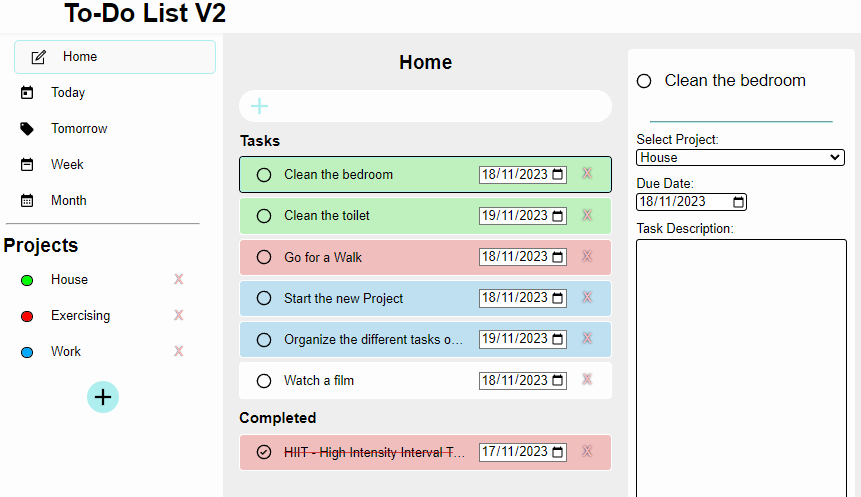 To-Do List V2
Home
Today
Tomorrow
Week
Month
Projects
House X
Exercising X
Work X
Home
Tasks
Clean the bedroom 18/11/2023 X
Clean the toilet 19/11/2023 X
Go for a Walk 18/11/2023 X
Start the new Project 18/11/2023 X
Organize the different tasks o... 19/11/2023 X
Watch a film 18/11/2023 X
Completed
HIIT - High Intensity Interval T... 17/11/2023 X
Clean the bedroom
Select Project:
House
Due Date:
18/11/2023
Task Description: